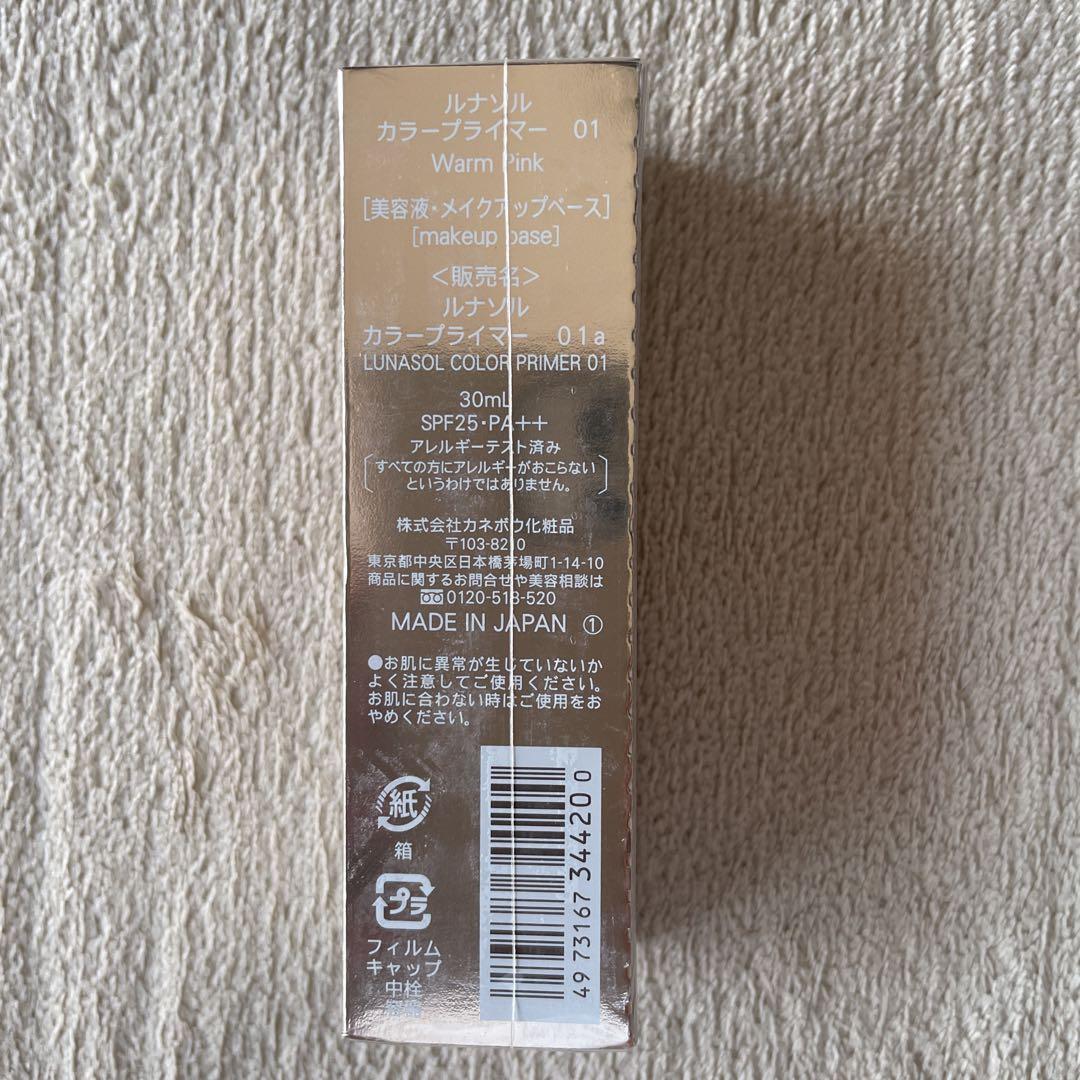 ルナソル
カラープライマー 01
Warm Pink
[美容液・メイクアップベース]
[makeup base]
<販売名>
ルナソル
カラープライマー 01a
LUNASOL COLOR PRIMER 01
30mL
SPF25・PA++
アレルギーテスト済み
[すべての方にアレルギーがおこらない
というわけではありません。]
株式会社カネボウ化粧品
〒103-8210
東京都中央区日本橋茅場町1-14-10
商品に関するお問合せや美容相談は
0120-518-520
MADE IN JAPAN ①
●お肌に異常が生じていないか
よく注意してご使用ください。
お肌に合わない時はご使用をお
やめください。
紙
箱
プラ
フィルム
キャップ
中栓
容器
4973167344200